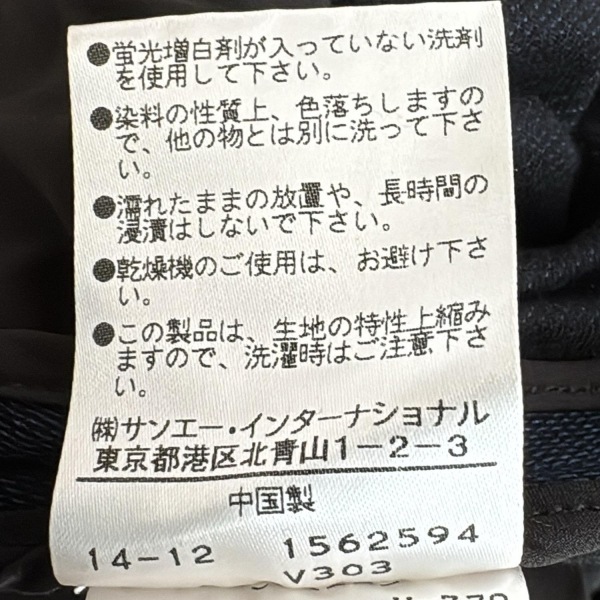 ●蛍光増白剤が入っていない洗剤
を使用して下さい。
●染料の性質上、色落ちしますの
で、他の物とは別に洗って下さ
い。
●濡れたままの放置や、長時間の
浸漬はしないで下さい。
●乾燥機のご使用は、お避け下さ
い。
●この製品は、生地の特性上縮み
ますので、洗濯時はご注意下さ
い。
㈱サンエー・インターナショナル
東京都港区北青山1-2-3
中国製
14-12 1562594
V303